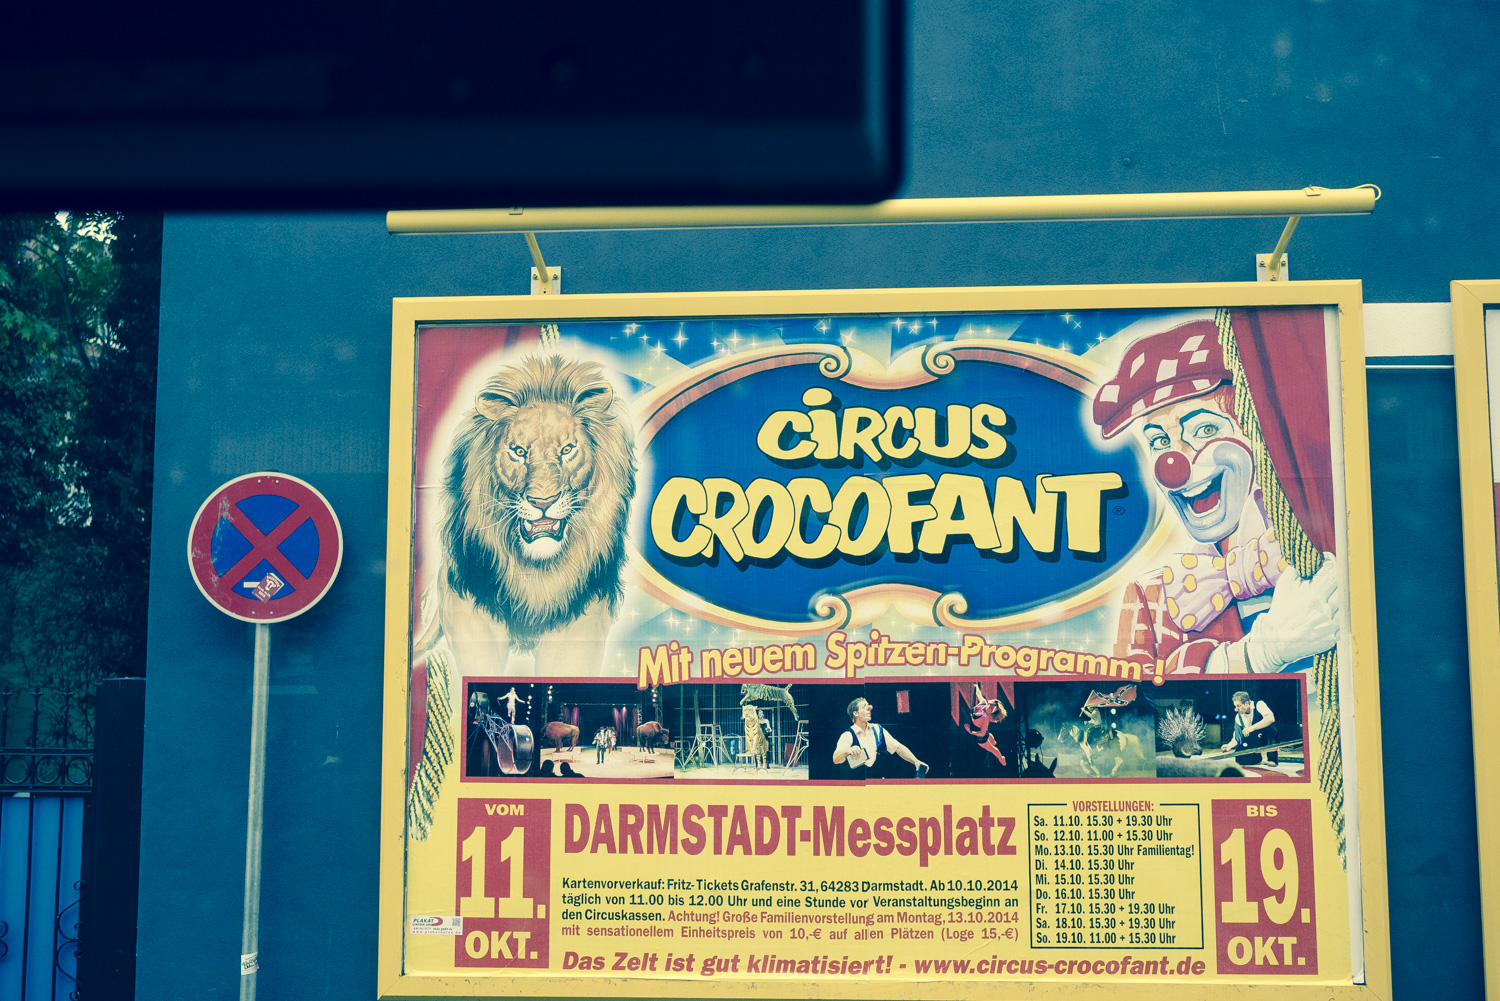 CiRCUS
CROCOFANT®
Mit neuem Spitzen-Programm-!
VOM
11.
OKT.
DARMSTADT-Messplatz
Kartenvorverkauf: Fritz-Tickets Grafenstr. 31, 64283 Darmstadt. Ab 10.10.2014
täglich von 11.00 bis 12.00 Uhr und eine Stunde vor Veranstaltungsbeginn an
den Circuskassen. Achtung! Große Familienvorstellung am Montag, 13.10.2014
mit sensationellem Einheitspreis von 10,-€ auf allen Plätzen (Loge 15,-€)
Das Zelt ist gut klimatisiert! - www.circus-crocofant.de
VORSTELLUNGEN:
Sa. 11.10. 15.30 + 19.30 Uhr
So. 12.10. 11.00 + 15.30 Uhr
Mo. 13.10. 15.30 Uhr Familientag!
Di. 14.10. 15.30 Uhr
Mi. 15.10. 15.30 Uhr
Do. 16.10. 15.30 Uhr
Fr. 17.10. 15.30 + 19.30 Uhr
Sa. 18.10. 15.30 + 19.30 Uhr
So. 19.10. 11.00 + 15.30 Uhr
BIS
19.
OKT.
PLAKAT